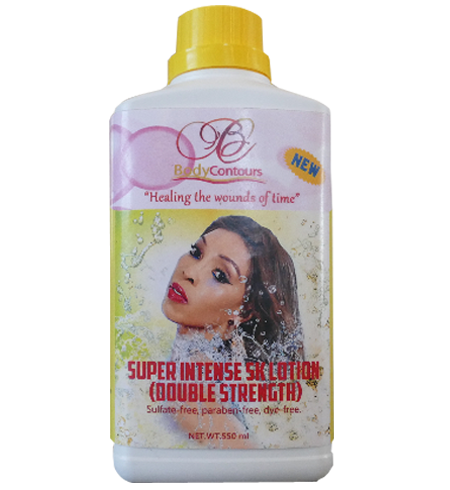 BC
BodyContours
NEW
"Healing the wounds of time"
SUPER INTENSE SK LOTION
(DOUBLE STRENGTH)
Sulfate-free, paraben-free, dye-free.
NET.WT.550 ml